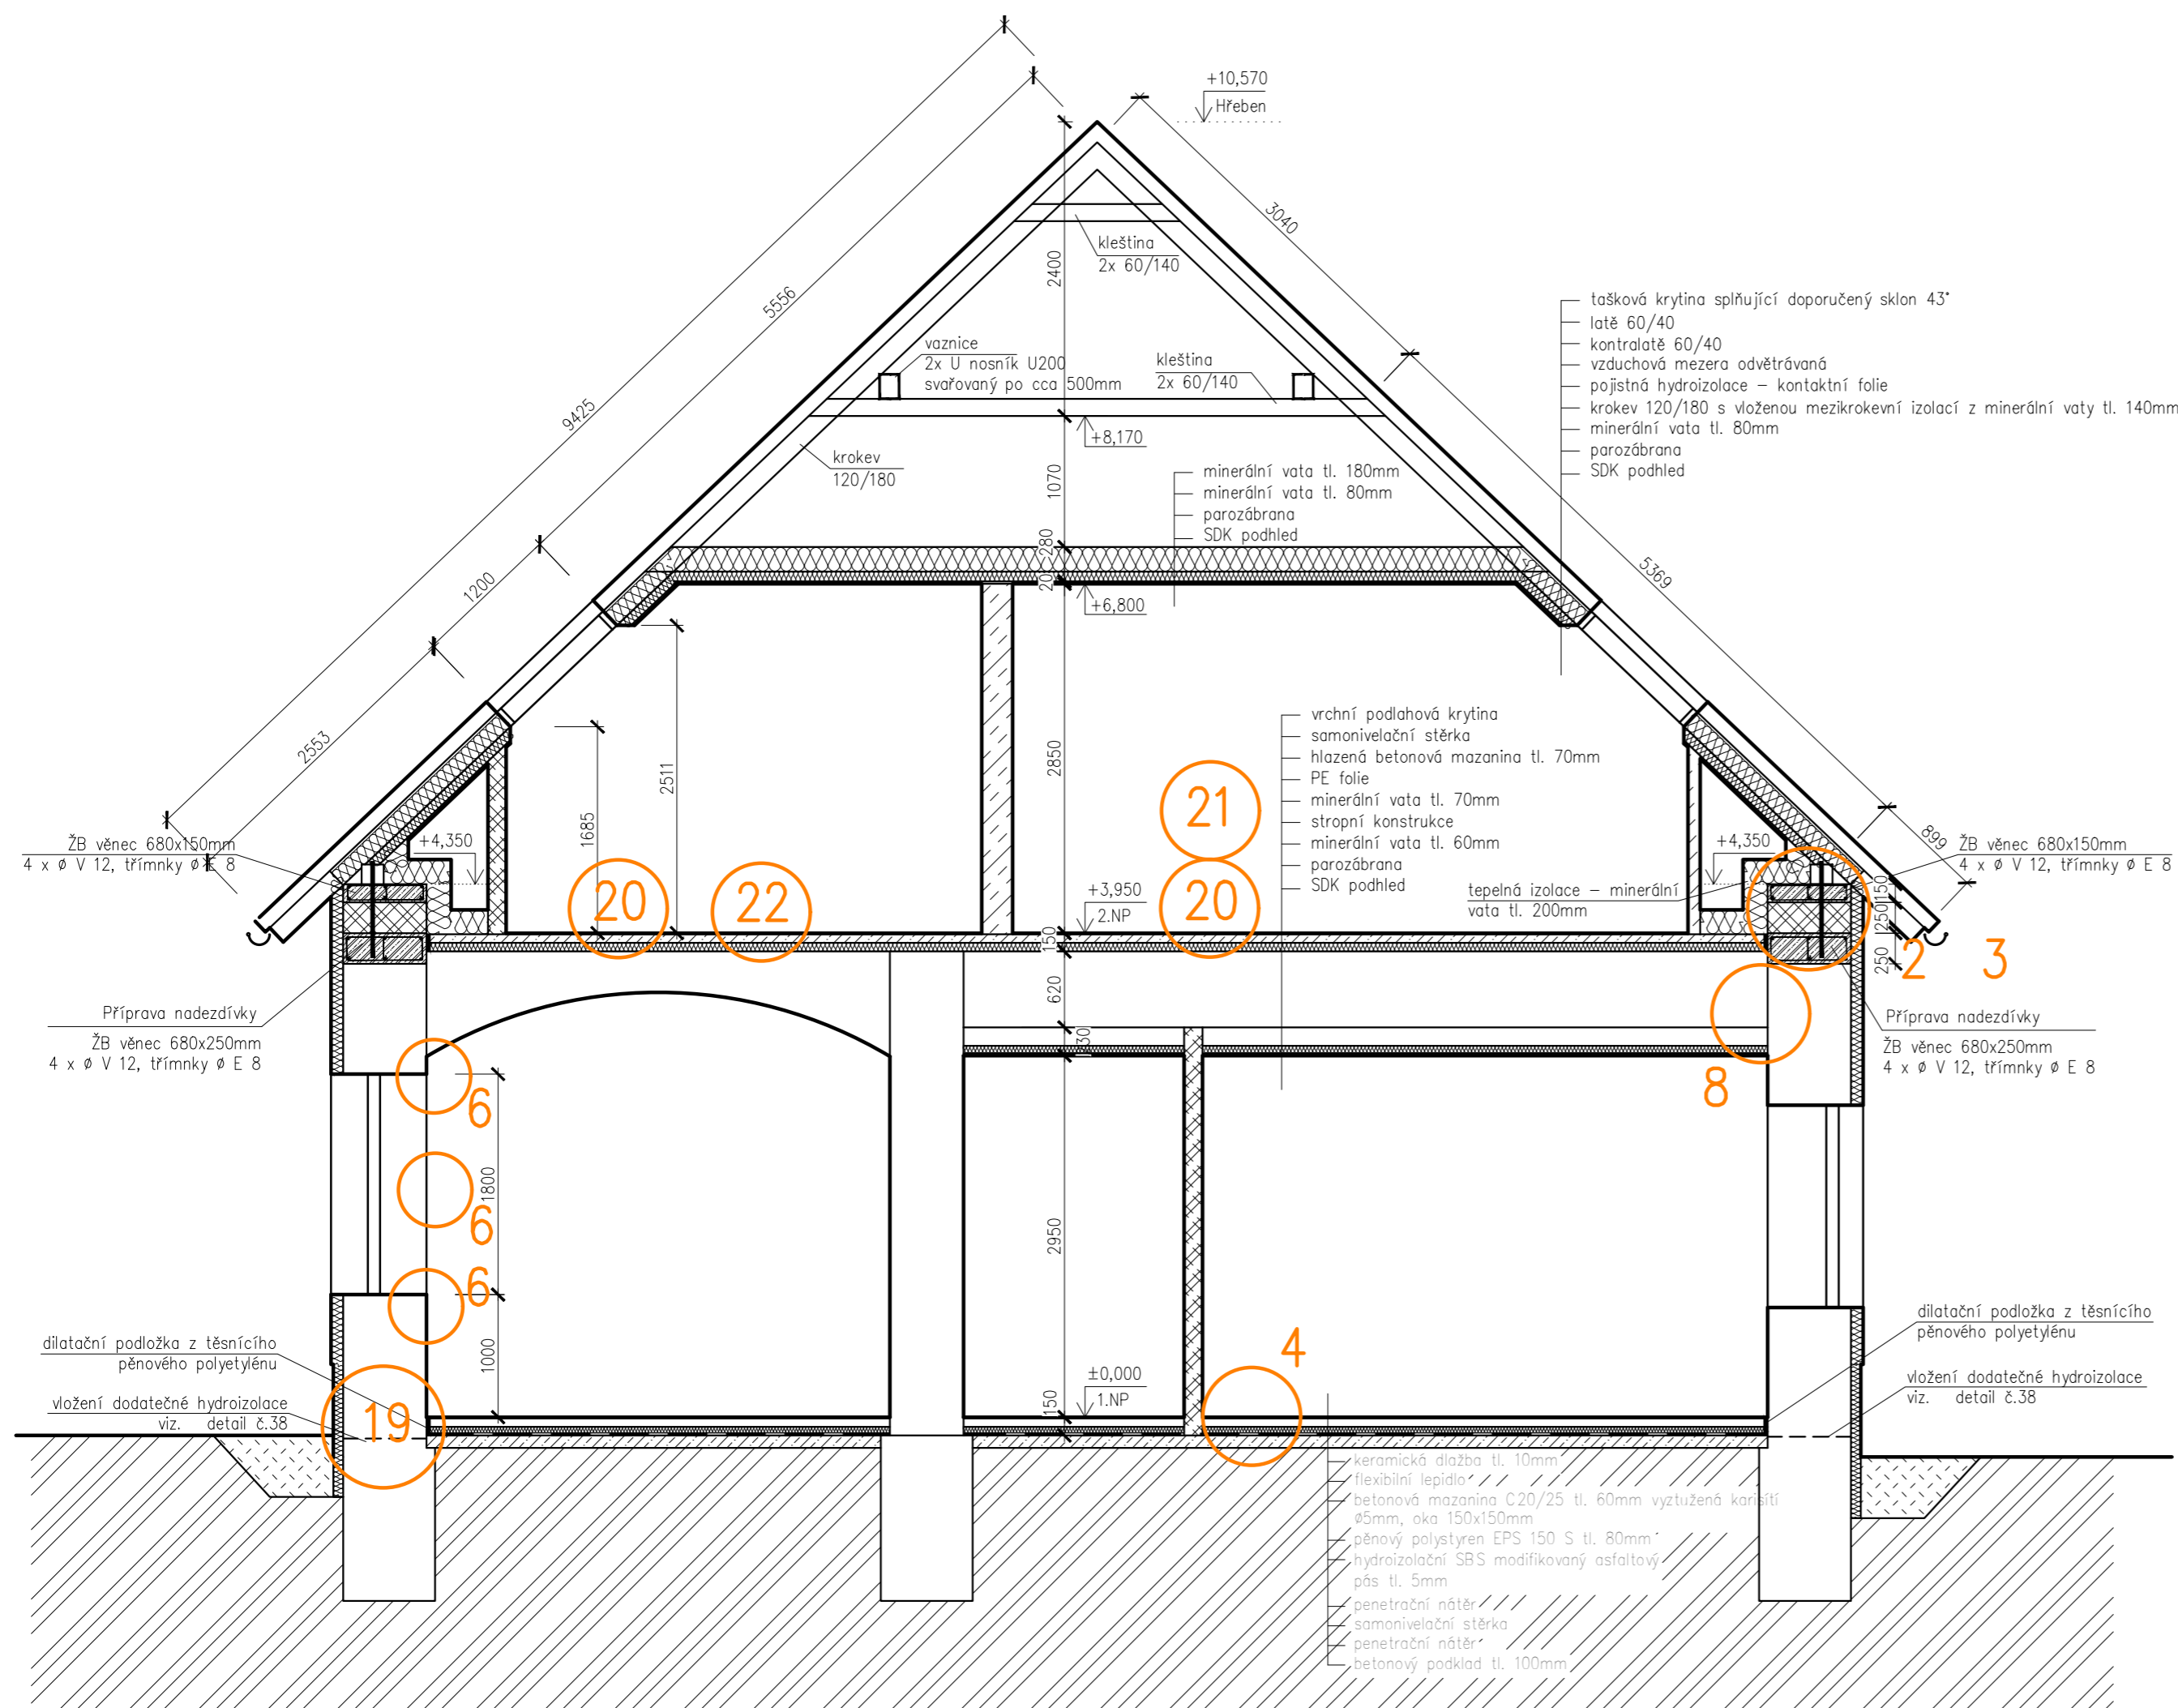 +10,570
Hřeben
3040
5556
9425
2400
kleština
2x 60/140
vaznice
2x U nosník U200
svařovaný po cca 500mm
kleština
2x 60/140
tašková krytina splňující doporučený sklon 43°
latě 60/40
kontralatě 60/40
vzduchová mezera odvětrávaná
pojistná hydroizolace – kontaktní folie
krokev 120/180 s vloženou mezikrokevní izolací z minerální vaty tl. 140mm
minerální vata tl. 80mm
parozábrana
SDK podhled
+8,170
krokev
120/180
1070
minerální vata tl. 180mm
minerální vata tl. 80mm
parozábrana
SDK podhled
280
20
1200
5369
+6,800
2553
2511
1685
2850
vrchní podlahová krytina
samonivelační stěrka
hlazená betonová mazanina tl. 70mm
PE folie
minerální vata tl. 70mm
stropní konstrukce
minerální vata tl. 60mm
parozábrana
SDK podhled
21
20
22
20
899
ŽB věnec 680x150mm
4 x ø V 12, třímnky ø E 8
+4,350
+4,350
ŽB věnec 680x150mm
4 x ø V 12, třímnky ø E 8
tepelná izolace – minerální
vata tl. 200mm
+3,950
2.NP
150
150
250
250
2
3
620
Příprava nadezdívky
ŽB věnec 680x250mm
4 x ø V 12, třímnky ø E 8
Příprava nadezdívky
ŽB věnec 680x250mm
4 x ø V 12, třímnky ø E 8
8
6
6
6
1800
2950
1000
dilatační podložka z těsnícího
pěnového polyetylénu
vložení dodatečné hydroizolace
viz. detail č.38
19
4
±0,000
1.NP
150
dilatační podložka z těsnícího
pěnového polyetylénu
vložení dodatečné hydroizolace
viz. detail č.38
keramická dlažba tl. 10mm
flexibilní lepidlo
betonová mazanina C20/25 tl. 60mm vyztužená karisítí
ø5mm, oka 150x150mm
pěnový polystyren EPS 150 S tl. 80mm
hydroizolační SBS modifikovaný asfaltový
pás tl. 5mm
penetrační nátěr
samonivelační stěrka
penetrační nátěr
betonový podklad tl. 100mm